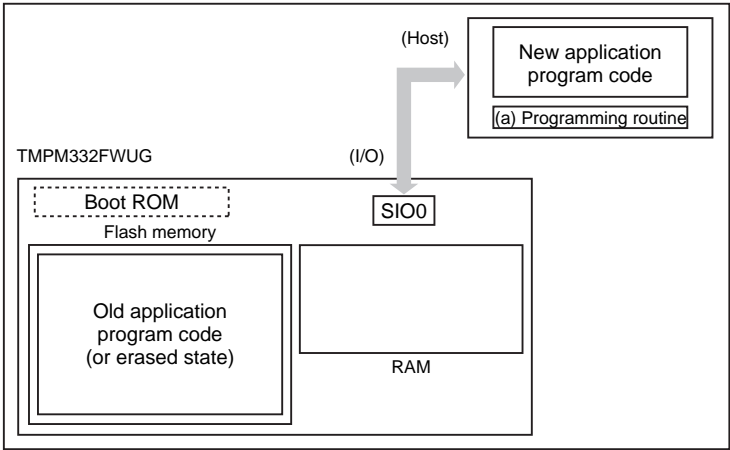 (Host)
New application
program code
(a) Programming routine
TMPM332FWUG
(I/O)
Boot ROM
SIO0
Flash memory
Old application
program code
(or erased state)
RAM